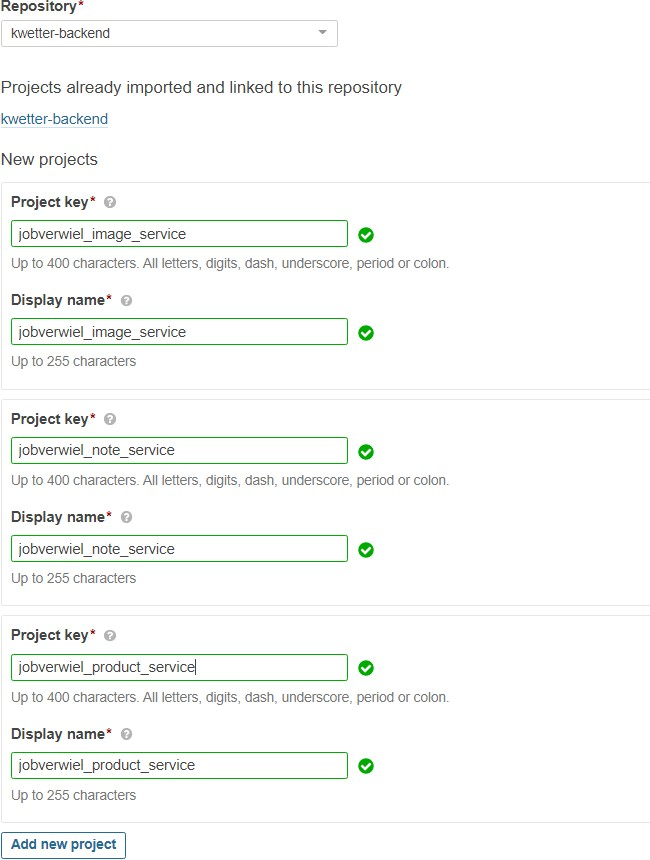 Repository*
kwetter-backend
Projects already imported and linked to this repository
kwetter-backend
New projects
Project key* ?
jobverwiel_image_service
Up to 400 characters. All letters, digits, dash, underscore, period or colon.
Display name* ?
jobverwiel_image_service
Up to 255 characters
Project key* ?
jobverwiel_note_service
Up to 400 characters. All letters, digits, dash, underscore, period or colon.
Display name* ?
jobverwiel_note_service
Up to 255 characters
Project key* ?
jobverwiel_product_service
Up to 400 characters. All letters, digits, dash, underscore, period or colon.
Display name* ?
jobverwiel_product_service
Up to 255 characters
Add new project